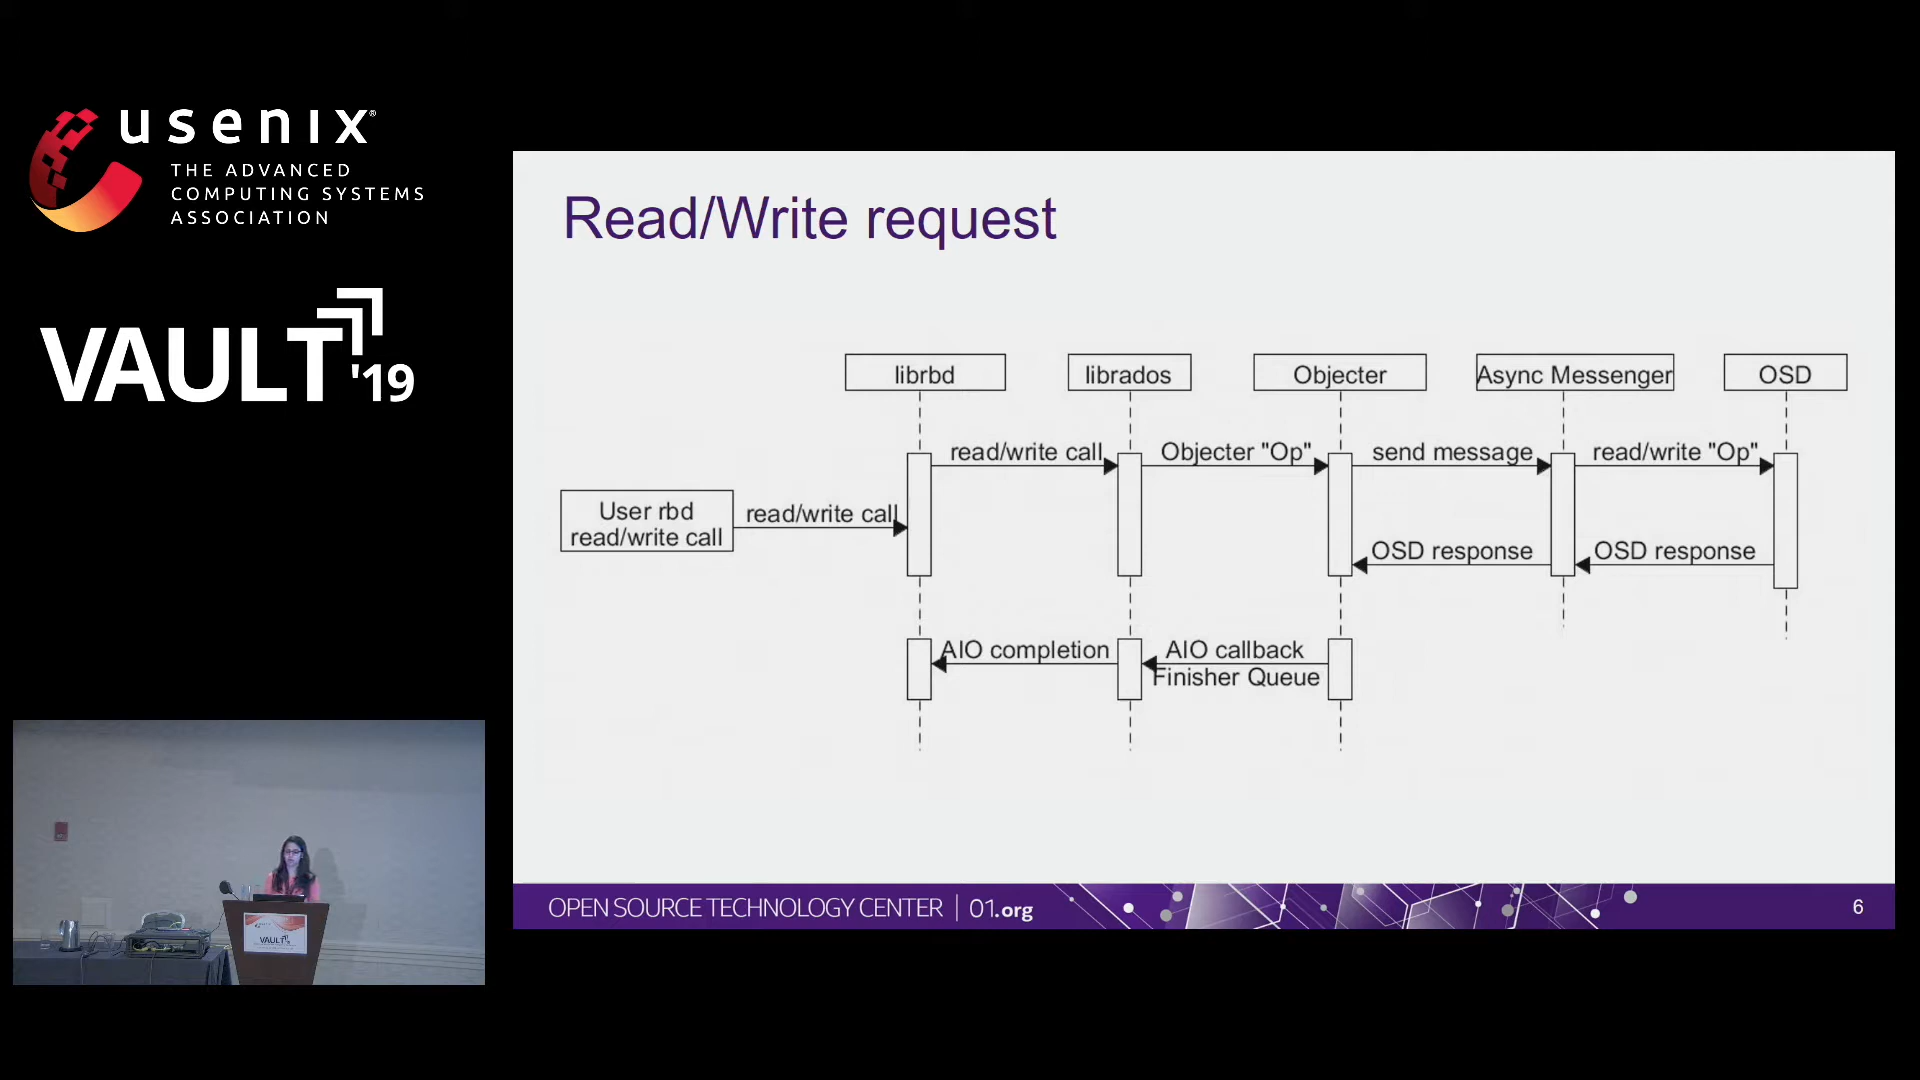 usenix®
THE ADVANCED
COMPUTING SYSTEMS
ASSOCIATION
VAULT '19
Read/Write request
librbd
librados
Objecter
Async Messenger
OSD
read/write call
Objecter "Op"
send message
read/write "Op"
User rbd
read/write call
read/write call
OSD response
OSD response
AIO completion
AIO callback
Finisher Queue
OPEN SOURCE TECHNOLOGY CENTER | 01.org
6
VAULT